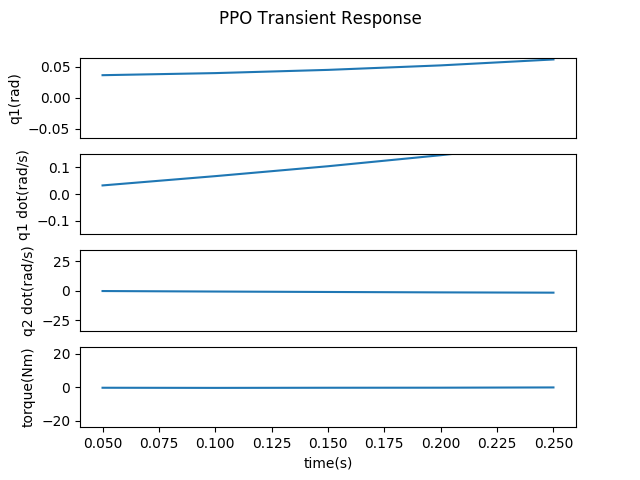 PPO Transient Response
q1(rad)
0.05
0.00
−0.05
q1 dot(rad/s)
0.1
0.0
−0.1
q2 dot(rad/s)
25
0
−25
torque(Nm)
20
0
−20
0.050 0.075 0.100 0.125 0.150 0.175 0.200 0.225 0.250
time(s)